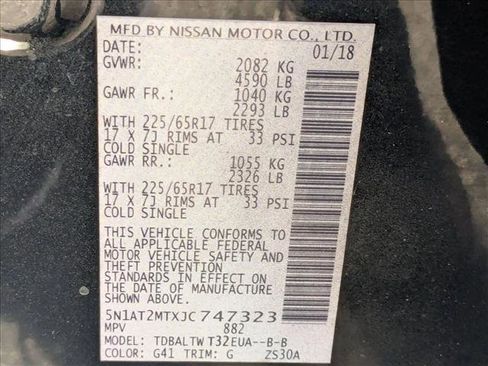 MFD BY NISSAN MOTOR CO., LTD.
DATE: 01/18
GVWR: 2082 KG
4590 LB
GAWR FR.: 1040 KG
2293 LB
WITH 225/65R17 TIRES
17 X 7J RIMS AT 33 PSI
COLD SINGLE
GAWR RR.: 1055 KG
2326 LB
WITH 225/65R17 TIRES
17 X 7J RIMS AT 33 PSI
COLD SINGLE
THIS VEHICLE CONFORMS TO
ALL APPLICABLE FEDERAL
MOTOR VEHICLE SAFETY AND
THEFT PREVENTION
STANDARDS IN EFFECT ON
THE DATE OF MANUFACTURE
SHOWN ABOVE.
5N1AT2MTXJC747323
MPV 882
MODEL: TDBALTW T32EUA--B-B
COLOR: G41 TRIM: G ZS30A